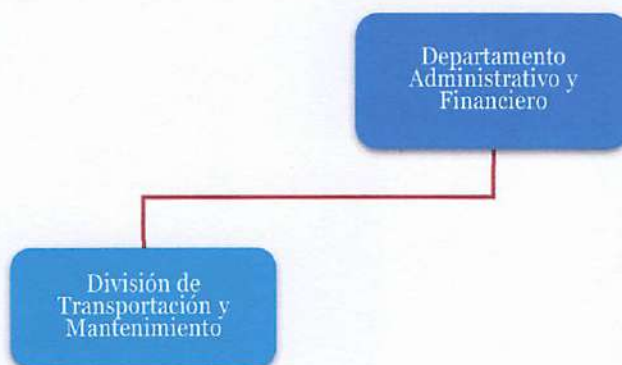 Departamento
Administrativo y
Financiero
División de
Transportación y
Mantenimiento